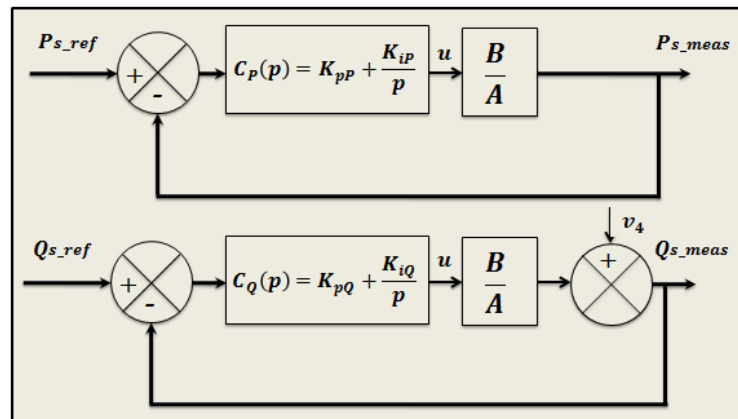 Ps_ref
Ps_meas
+
-
C_P(p) = K_pP + K_iP/p
u
B/A
v_4
Qs_ref
Qs_meas
+
-
C_Q(p) = K_pQ + K_iQ/p
u
B/A
+